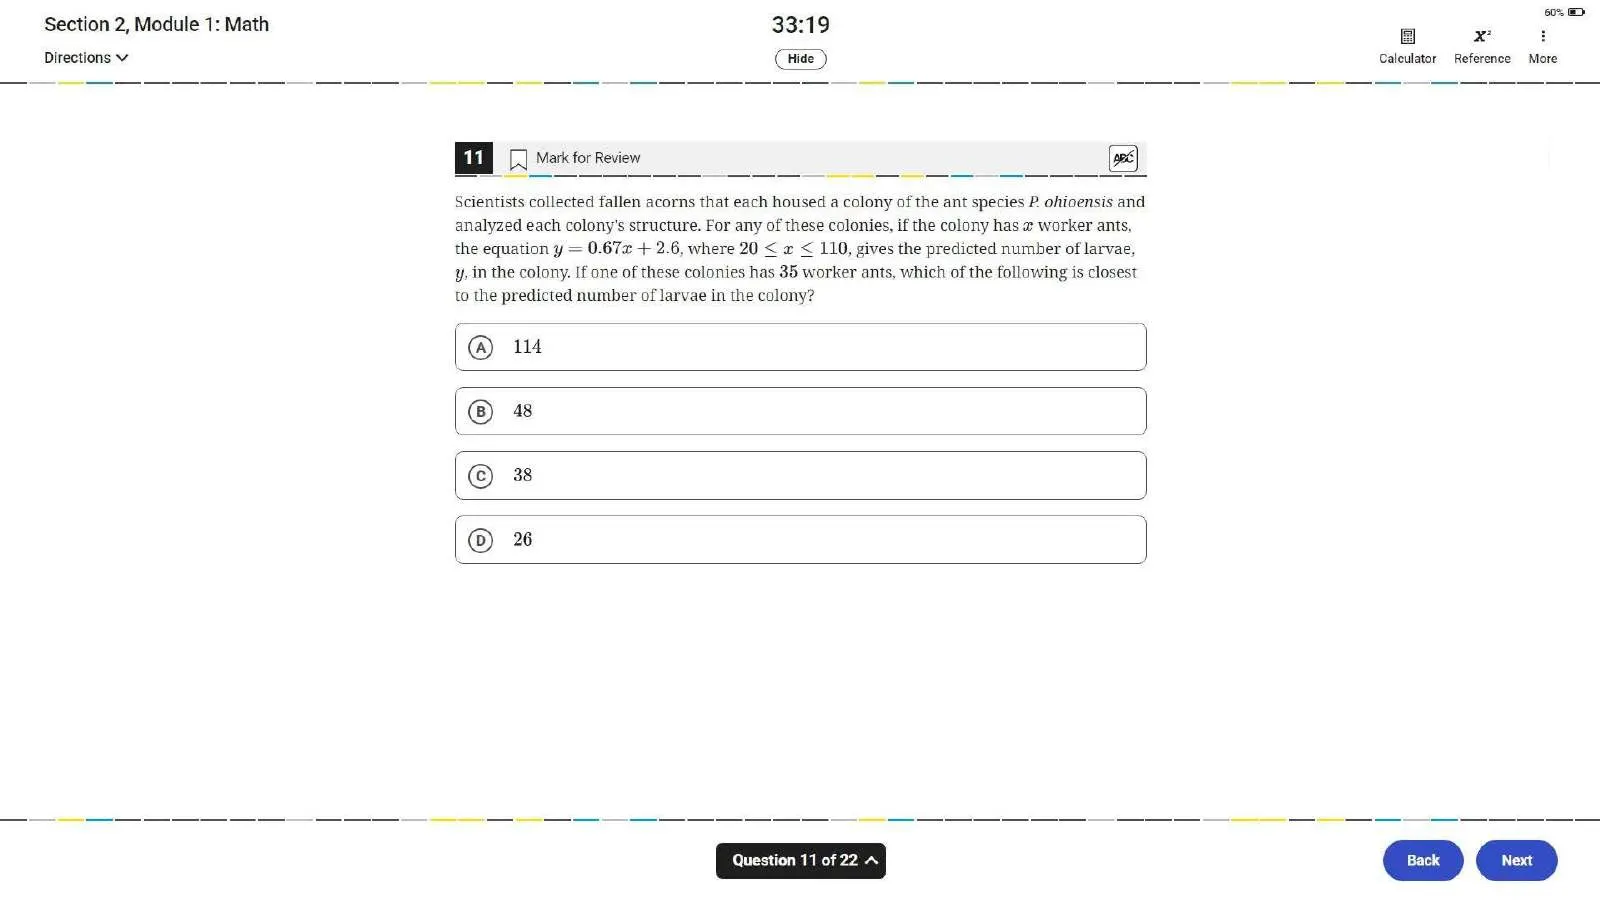 Section 2, Module 1: Math
33:19
60%
Directions
Hide
Calculator
x²
Reference
More
11
Mark for Review
ABC
Scientists collected fallen acorns that each housed a colony of the ant species P. ohioensis and
analyzed each colony's structure. For any of these colonies, if the colony has x worker ants,
the equation y = 0.67x + 2.6, where 20 ≤ x ≤ 110, gives the predicted number of larvae,
y, in the colony. If one of these colonies has 35 worker ants, which of the following is closest
to the predicted number of larvae in the colony?
A 114
B 48
C 38
D 26
Question 11 of 22
Back
Next